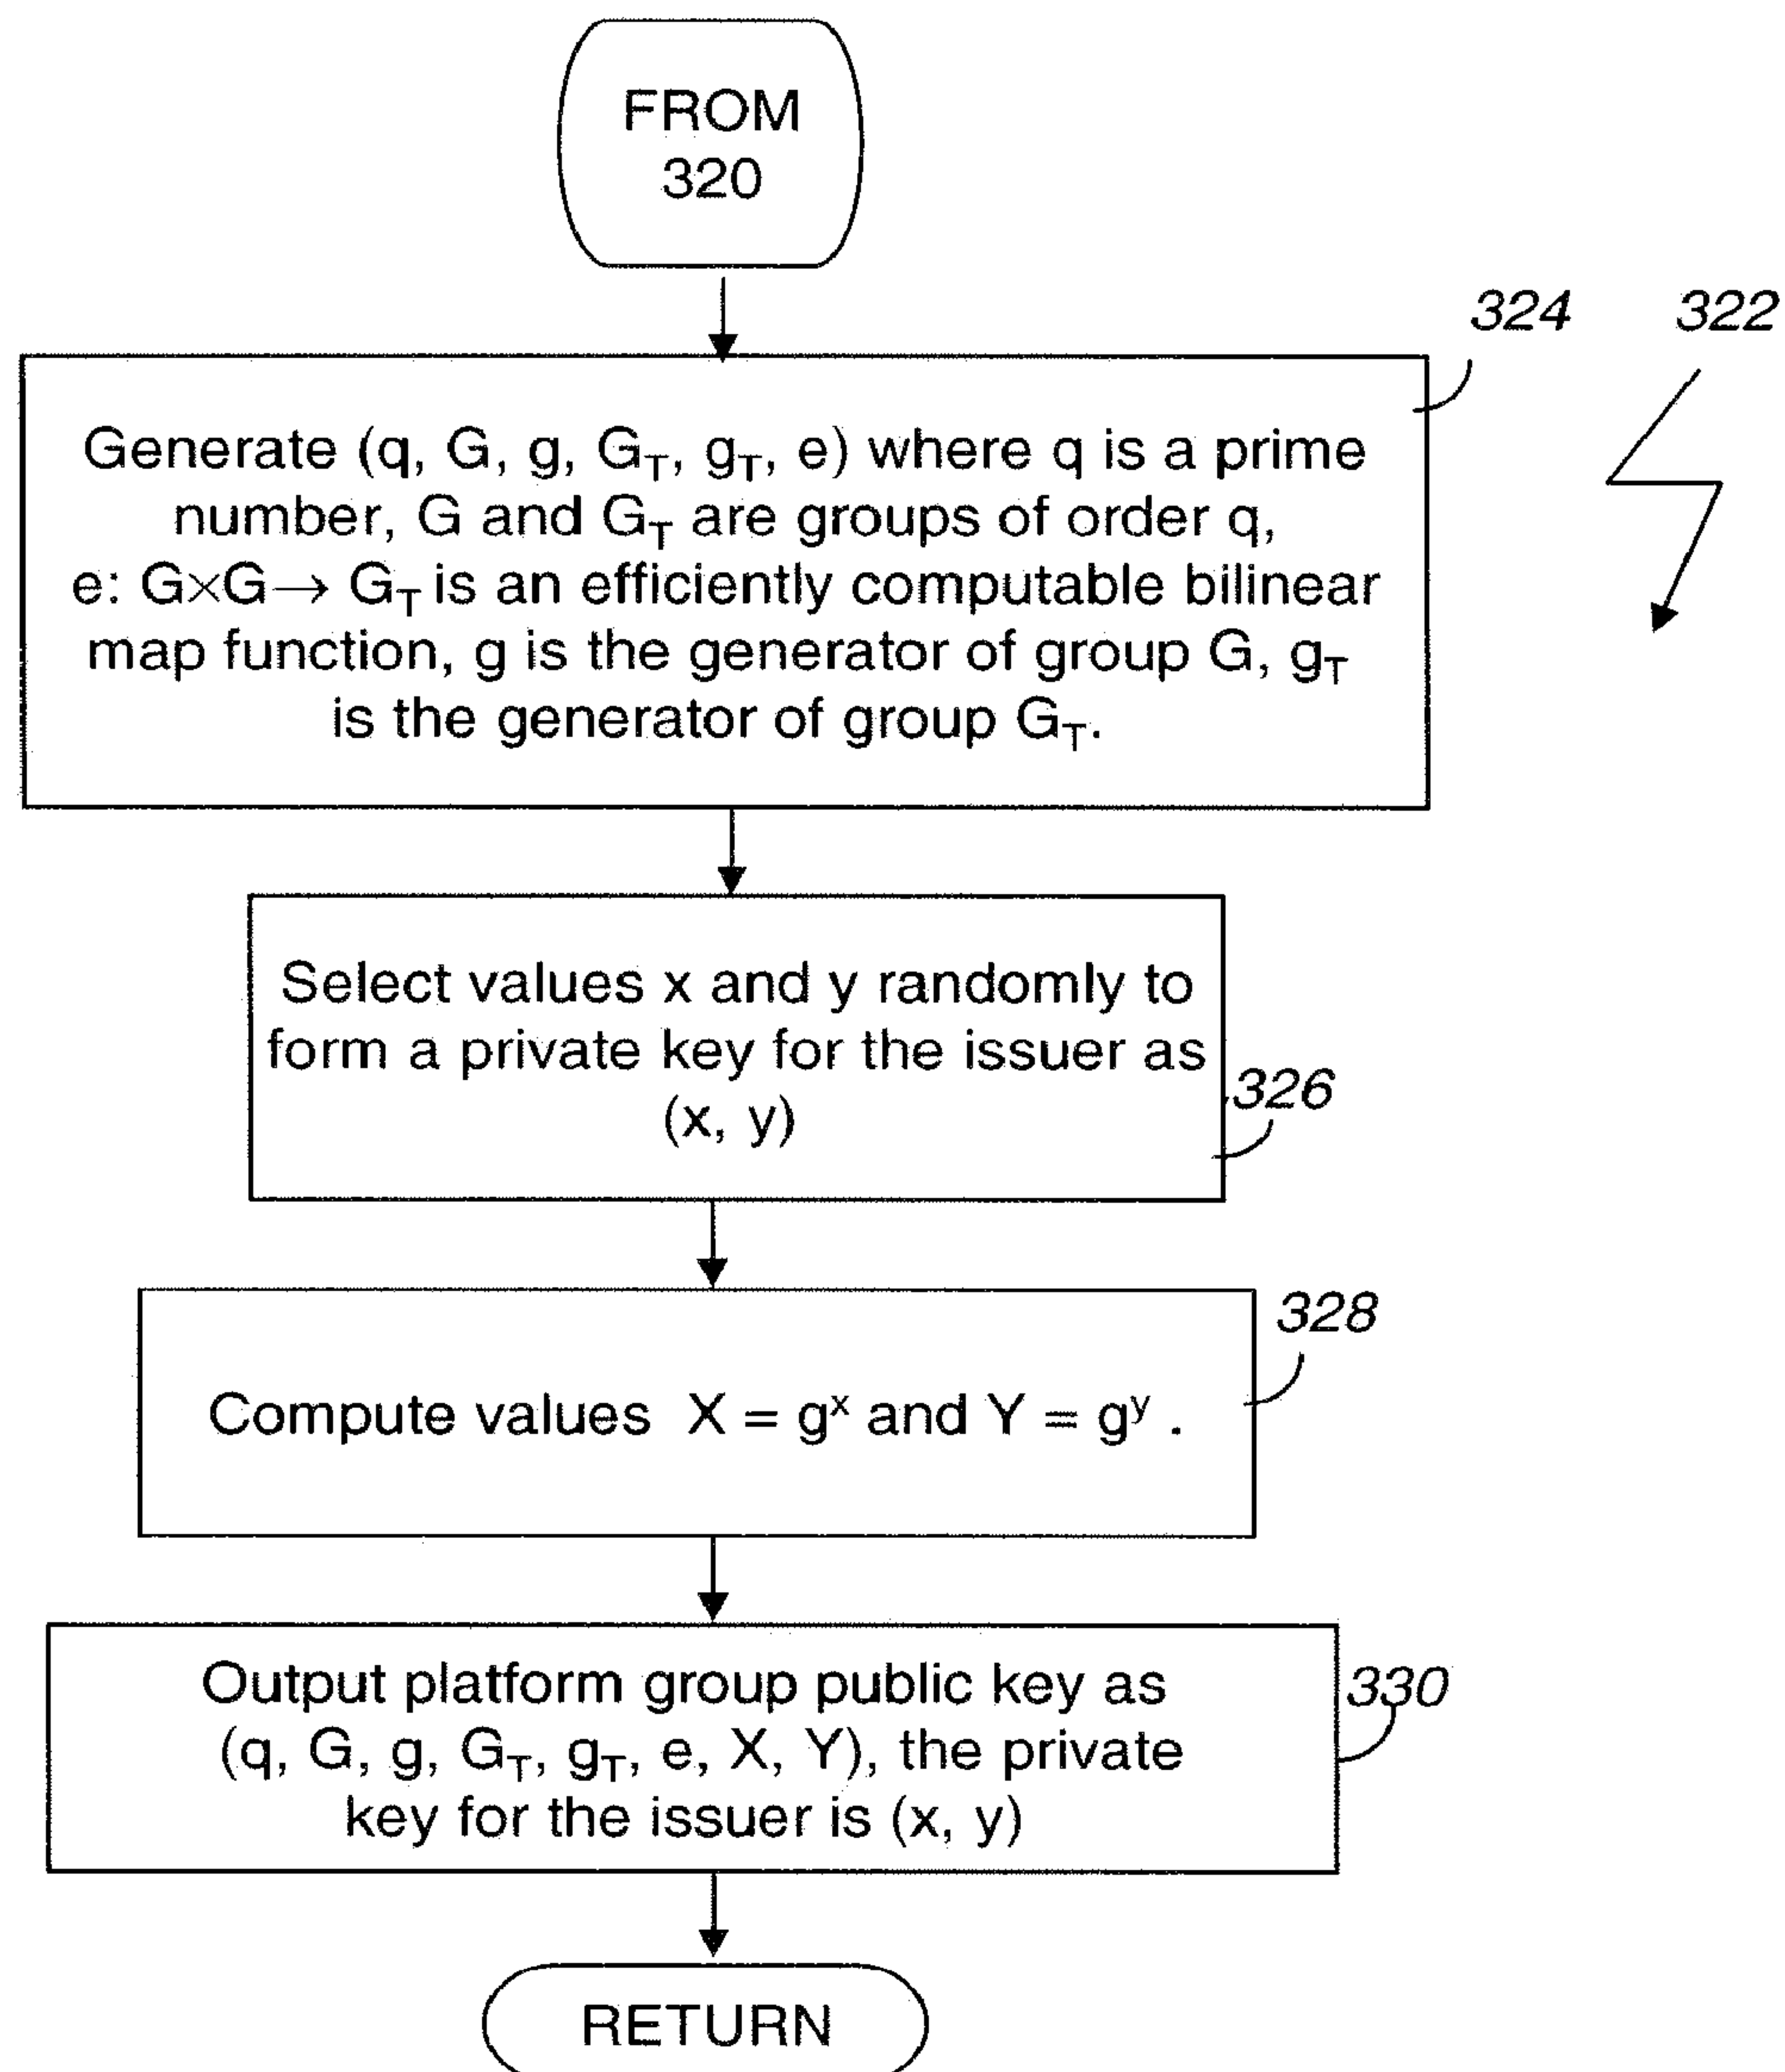 FROM
320
324
322
Generate (q, G, g, G_T, g_T, e) where q is a prime
number, G and G_T are groups of order q,
e: G×G→ G_T is an efficiently computable bilinear
map function, g is the generator of group G, g_T
is the generator of group G_T.
Select values x and y randomly to
form a private key for the issuer as
(x, y)
326
328
Compute values X = g^x and Y = g^y .
Output platform group public key as
(q, G, g, G_T, g_T, e, X, Y), the private
key for the issuer is (x, y)
330
RETURN